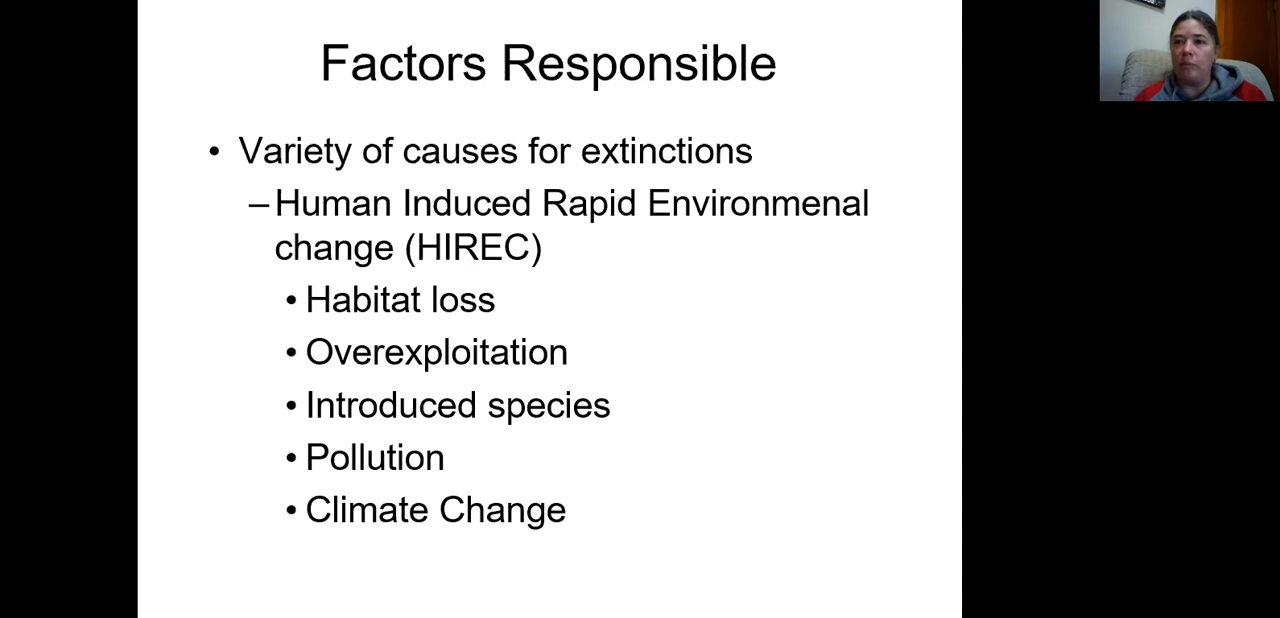 Factors Responsible
• Variety of causes for extinctions
– Human Induced Rapid Environmenal
change (HIREC)
• Habitat loss
• Overexploitation
• Introduced species
• Pollution
• Climate Change